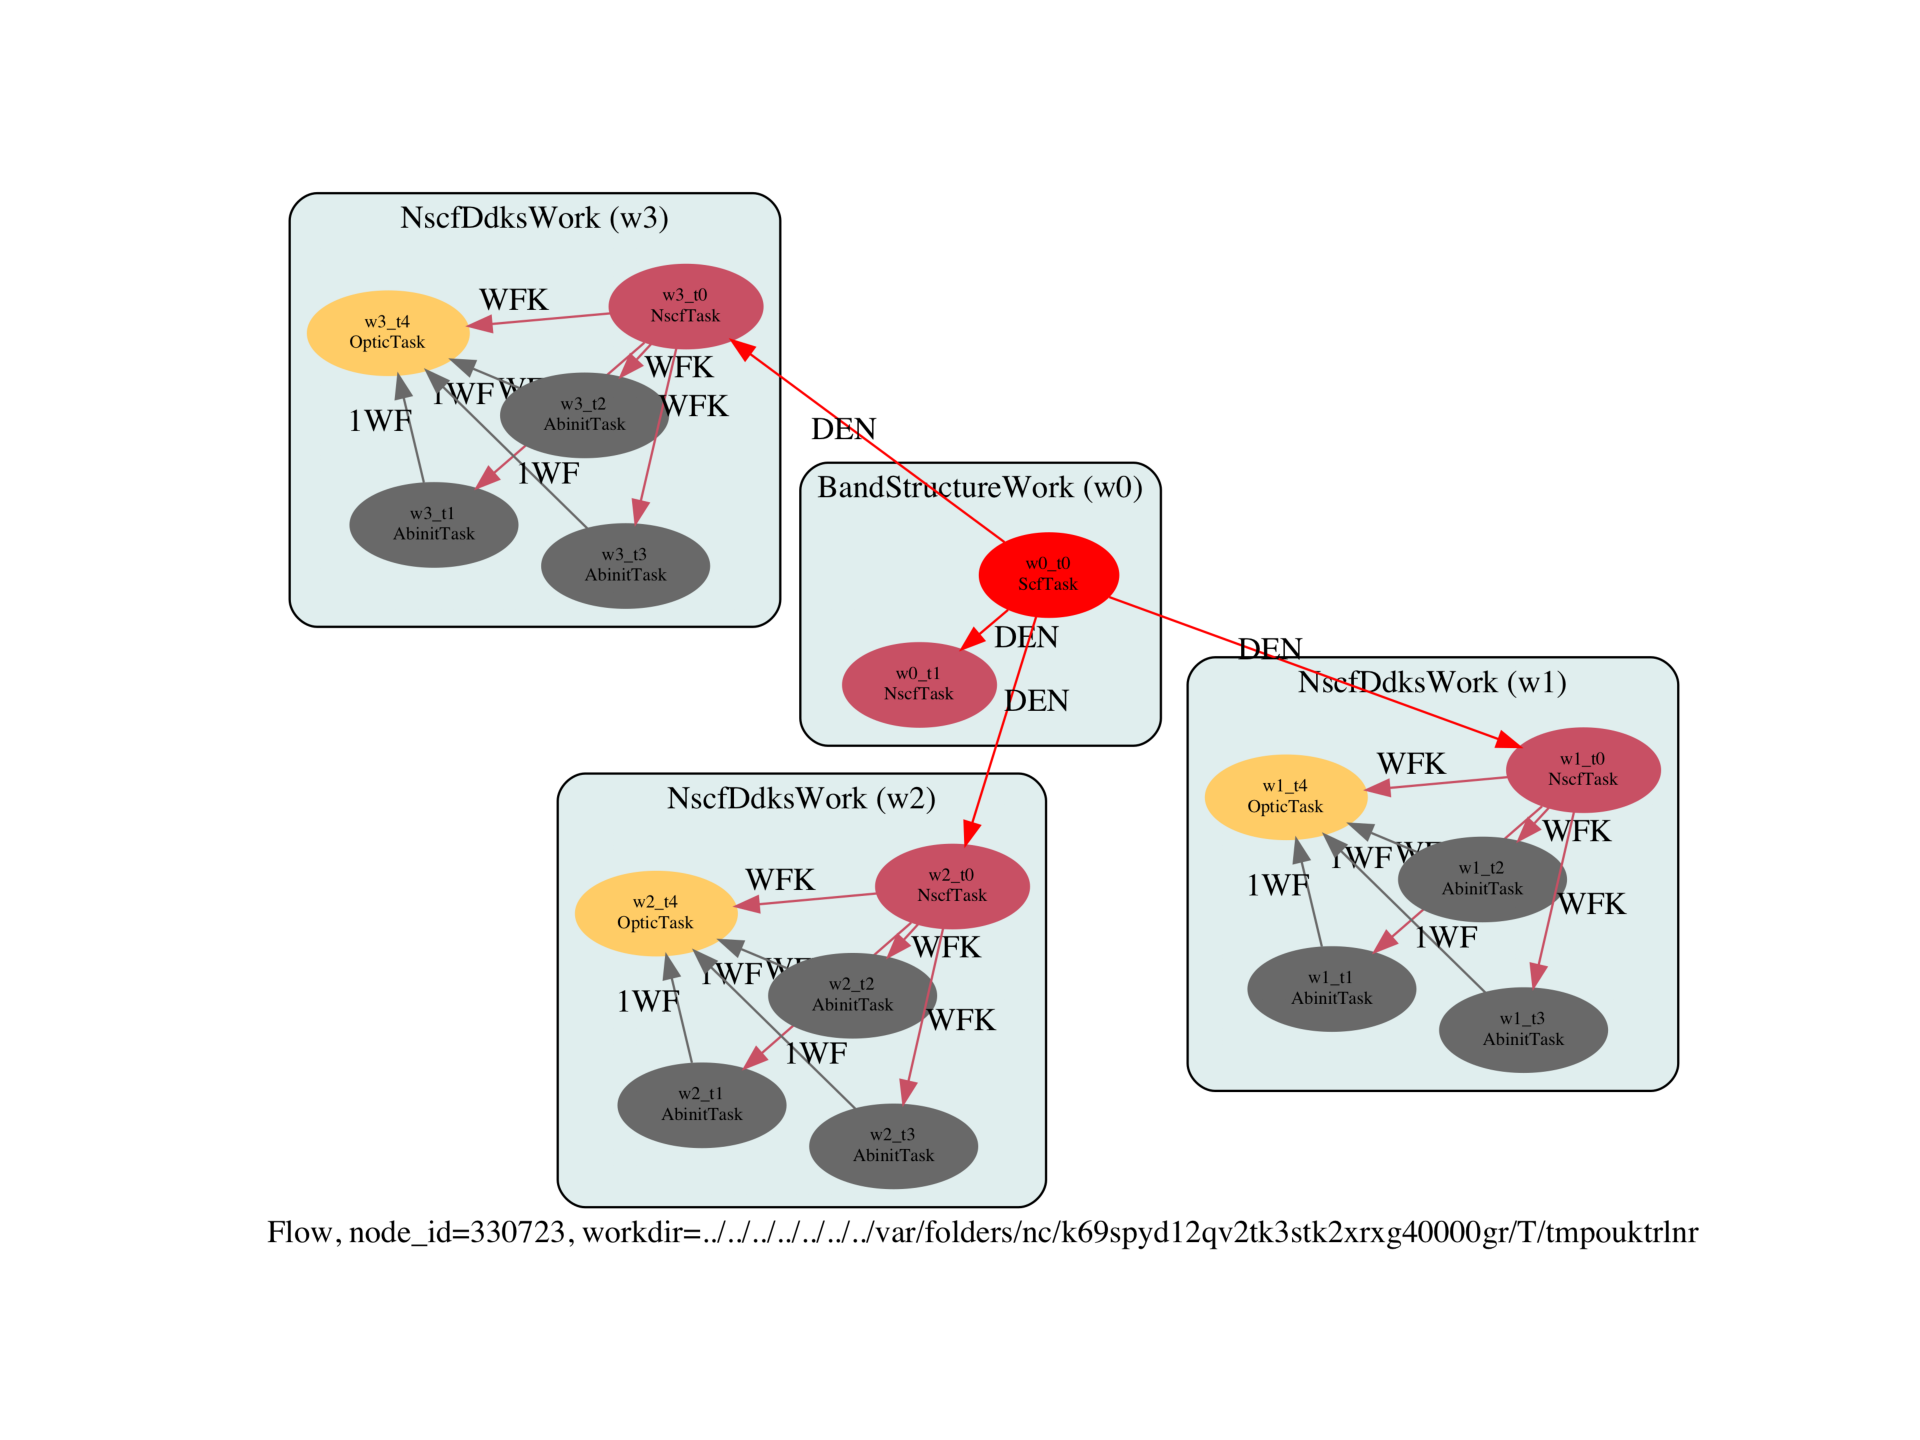 NscfDdksWork (w3)
w3_t0
NscfTask
WFK
w3_t4
OpticTask
WFK
1WF
w3_t2
AbinitTask
WFK
1WF
1WF
w3_t1
AbinitTask
w3_t3
AbinitTask
DEN
BandStructureWork (w0)
w0_t0
ScfTask
DEN
w0_t1
NscfTask
DEN
DEN
NscfDdksWork (w1)
w1_t0
NscfTask
WFK
w1_t4
OpticTask
WFK
1WF
w1_t2
AbinitTask
1WF
WFK
1WF
w1_t1
AbinitTask
w1_t3
AbinitTask
NscfDdksWork (w2)
w2_t0
NscfTask
WFK
w2_t4
OpticTask
WFK
1WF
w2_t2
AbinitTask
1WF
WFK
1WF
w2_t1
AbinitTask
w2_t3
AbinitTask
Flow, node_id=330723, workdir=../../../../../../../var/folders/nc/k69spyd12qv2tk3stk2xrxg40000gr/T/tmpouktrlnr